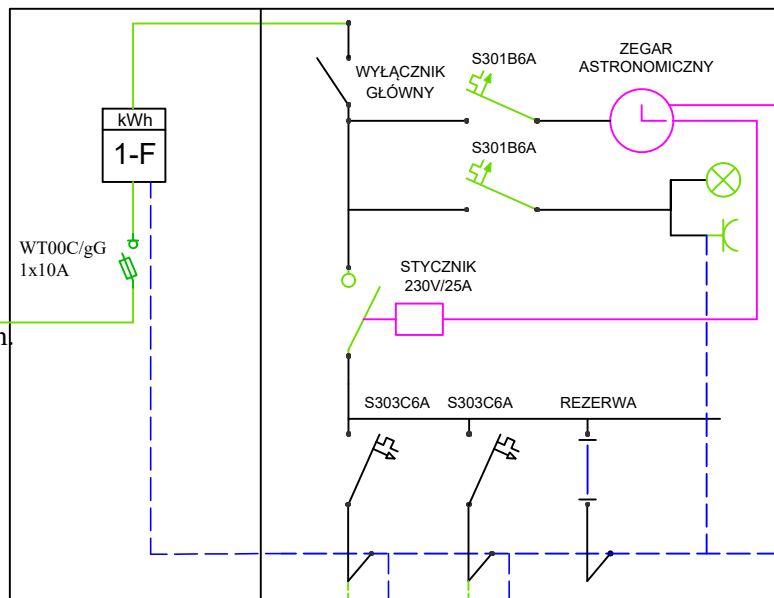 WYŁĄCZNIK
GŁÓWNY
S301B6A
ZEGAR
ASTRONOMICZNY
kWh
1-F
S301B6A
WT00C/gG
1x10A
STYCZNIK
230V/25A
S303C6A
S303C6A
REZERWA